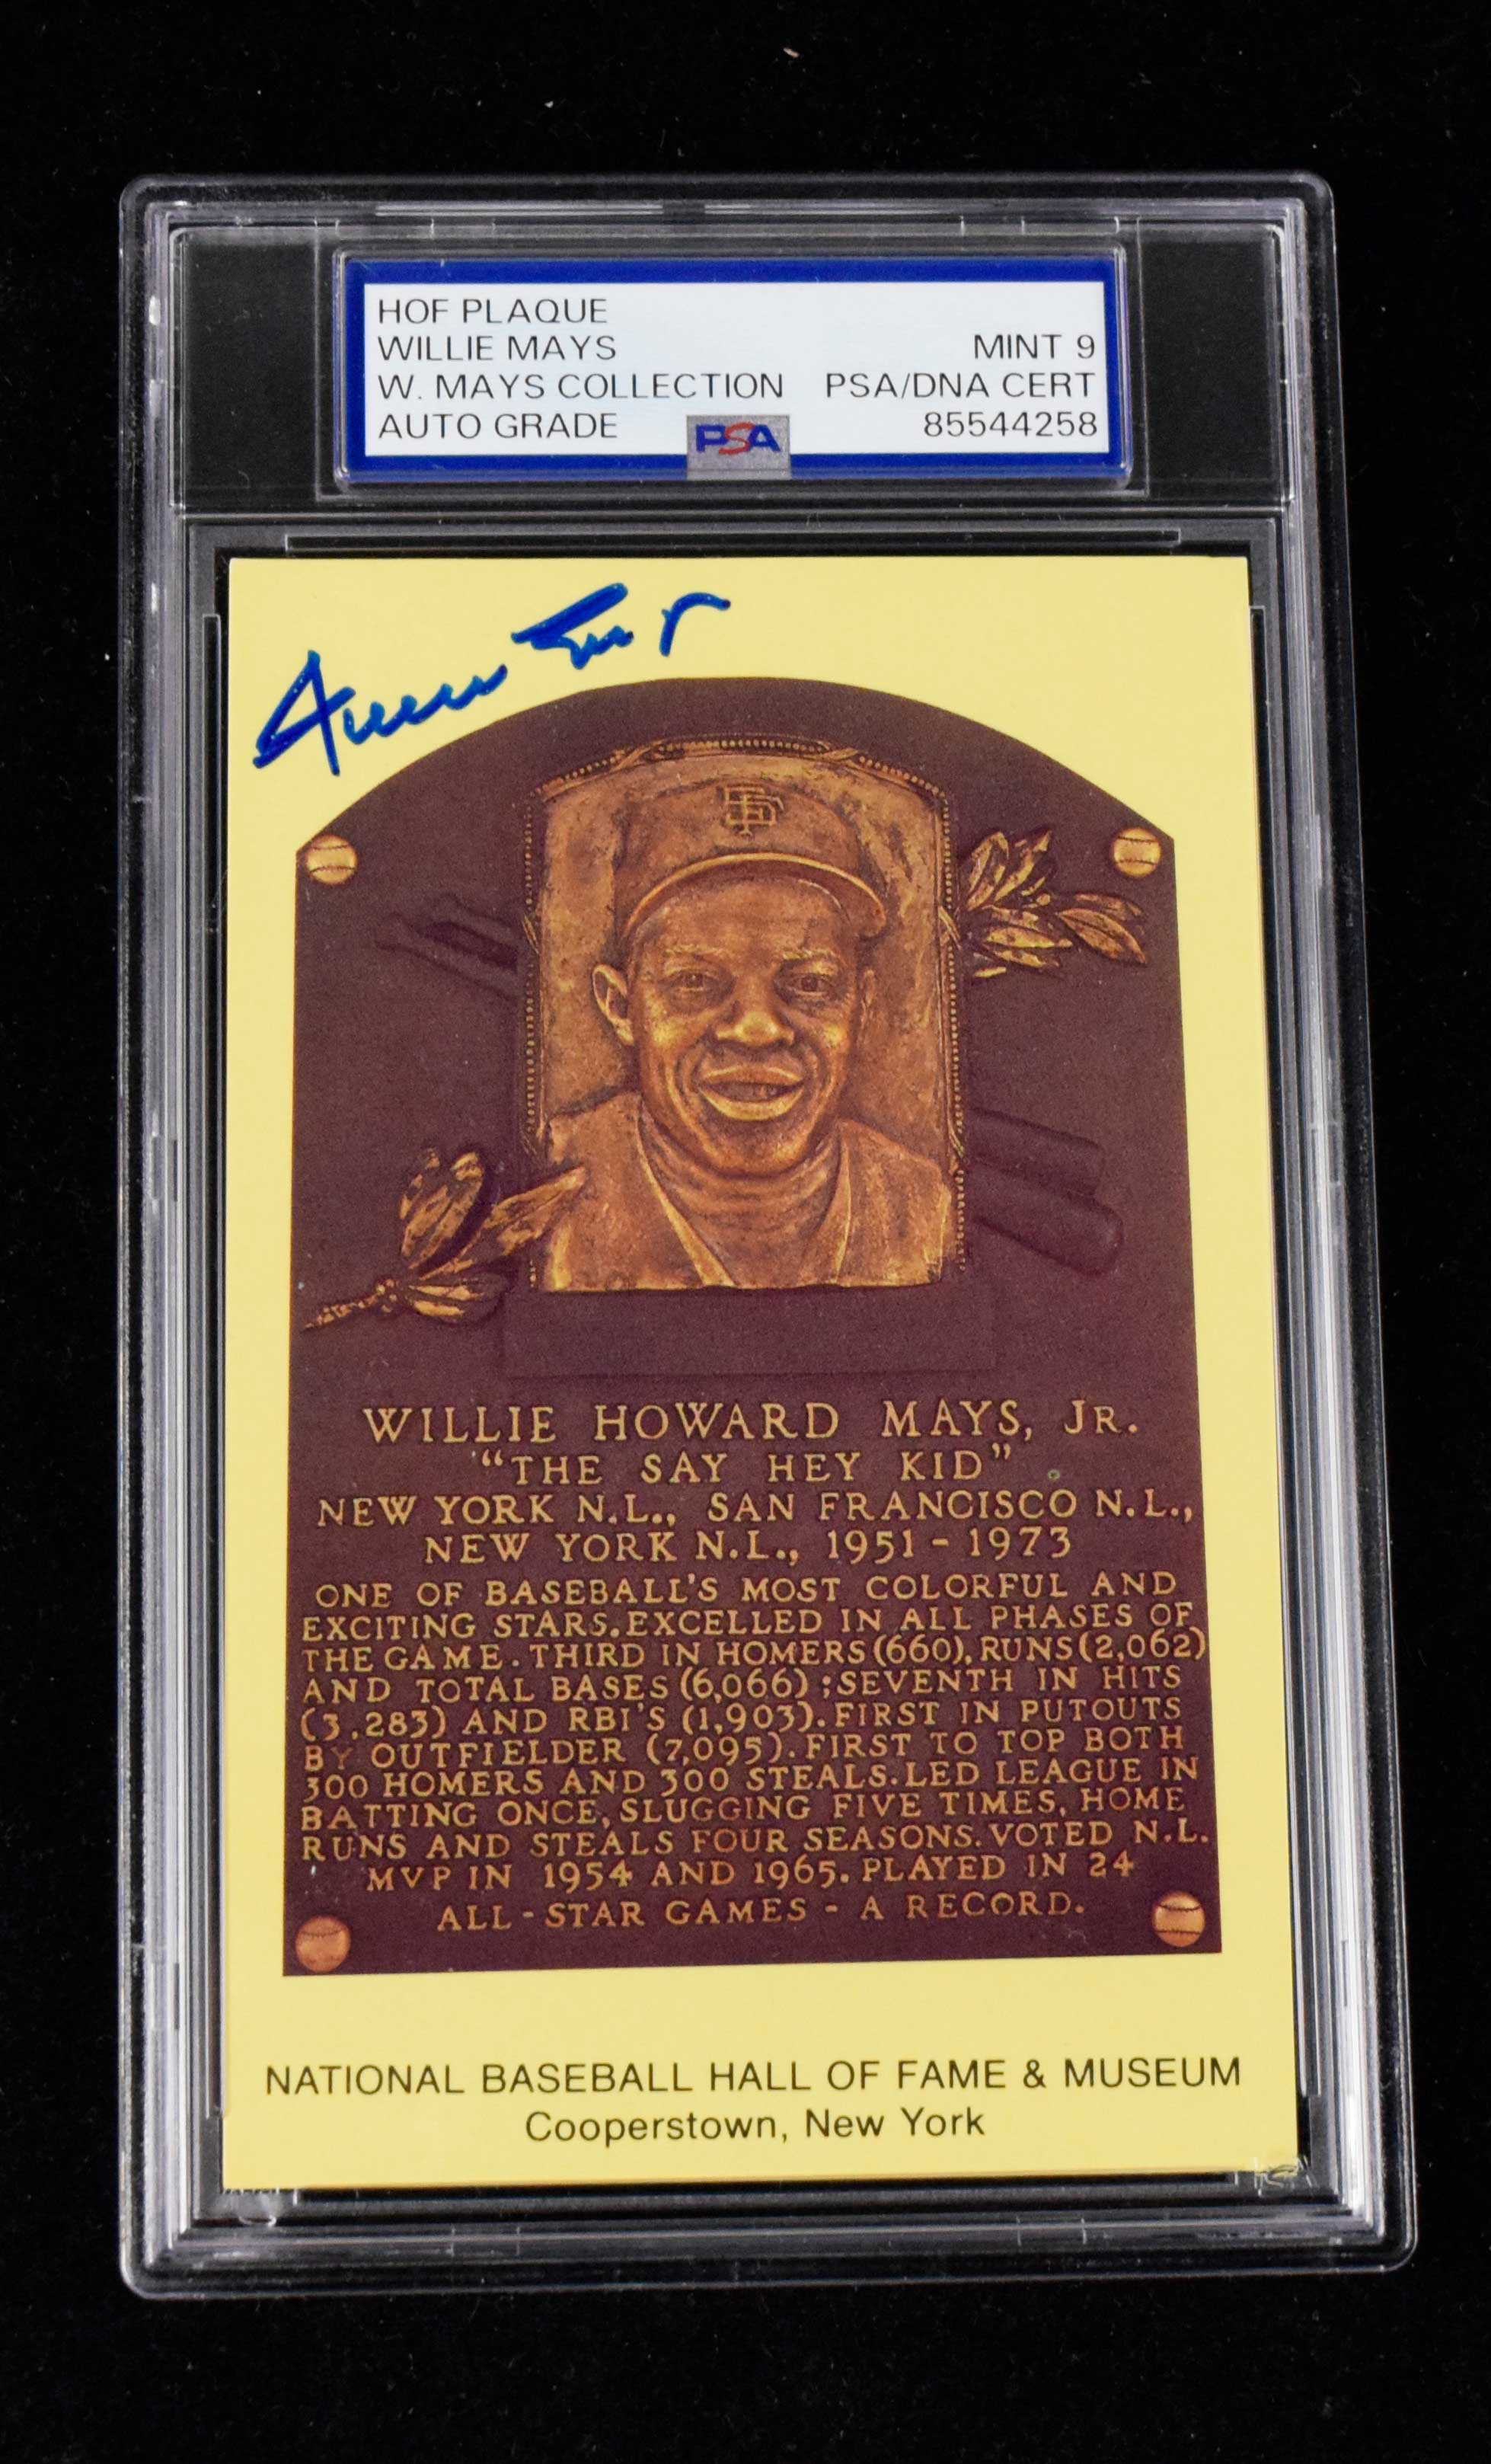 HOF PLAQUE
WILLIE MAYS MINT 9
W. MAYS COLLECTION PSA/DNA CERT
AUTO GRADE PSA 85544258
Willie Mays
SF
WILLIE HOWARD MAYS, JR.
"THE SAY HEY KID"
NEW YORK N.L., SAN FRANCISCO N.L.,
NEW YORK N.L., 1951 - 1973
ONE OF BASEBALL'S MOST COLORFUL AND
EXCITING STARS. EXCELLED IN ALL PHASES OF
THE GAME. THIRD IN HOMERS (660), RUNS (2,062)
AND TOTAL BASES (6,066); SEVENTH IN HITS
(3,283) AND RBI'S (1,903). FIRST IN PUTOUTS
BY OUTFIELDER (7,095). FIRST TO TOP BOTH
300 HOMERS AND 300 STEALS. LED LEAGUE IN
BATTING ONCE, SLUGGING FIVE TIMES, HOME
RUNS AND STEALS FOUR SEASONS. VOTED N.L.
MVP IN 1954 AND 1965. PLAYED IN 24
ALL-STAR GAMES - A RECORD.
NATIONAL BASEBALL HALL OF FAME & MUSEUM
Cooperstown, New York